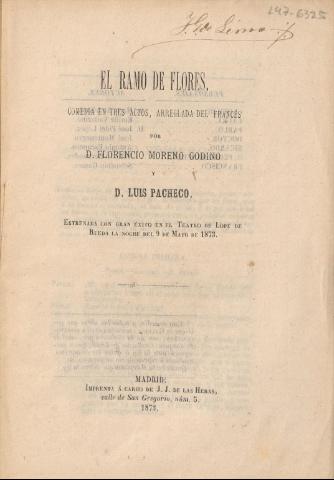 L47-6325
EL RAMO DE FLORES,
COMEDIA EN TRES ACTOS, ARREGLADA DEL FRANCÉS
POR
D. FLORENCIO MORENO GODINO
Y
D. LUIS PACHECO.
ESTRENADA CON GRAN ÉXITO EN EL TEATRO DE LOPE DE
RUEDA LA NOCHE DEL 9 DE MAYO DE 1873.
MADRID:
IMPRENTA Á CARGO DE J. J. DE LAS HERAS,
calle de San Gregorio, núm. 5.
1873.